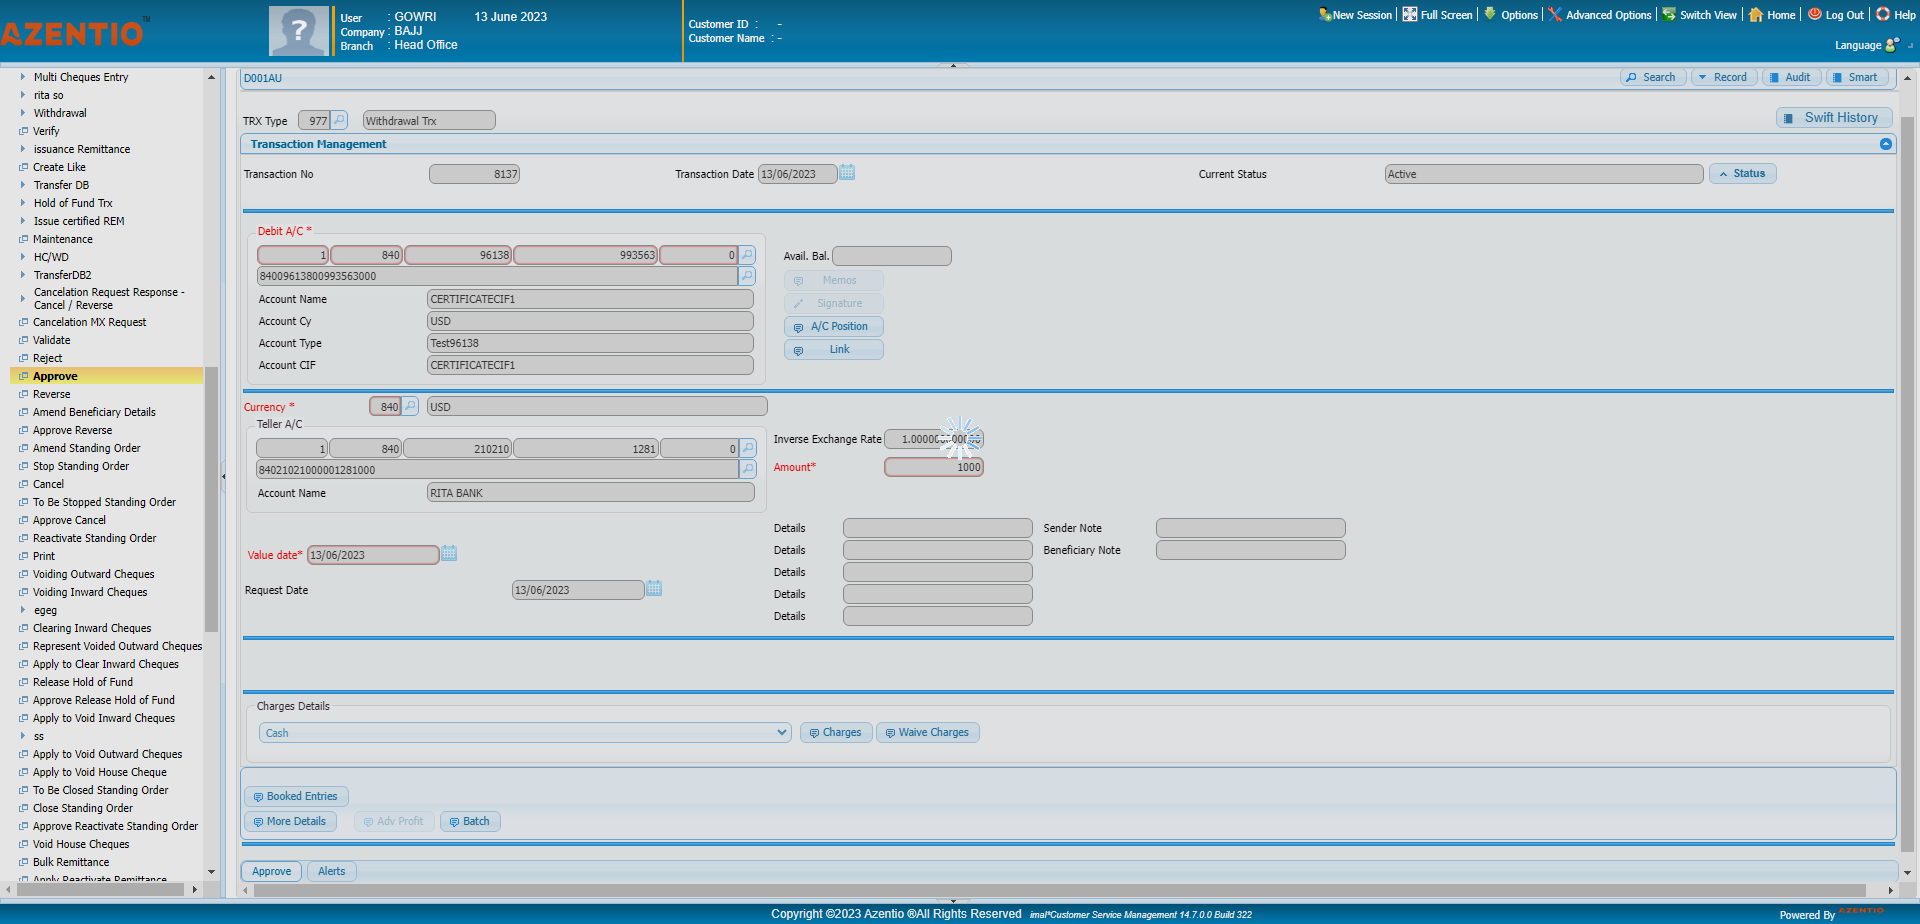 AZENTIO™
User : GOWRI 13 June 2023
Company : BAJJ
Branch : Head Office
Customer ID : -
Customer Name : -
New Session
Full Screen
Options
Advanced Options
Switch View
Home
Log Out
Help
Language
Multi Cheques Entry
rita so
Withdrawal
Verify
issuance Remittance
Create Like
Transfer DB
Hold of Fund Trx
Issue certified REM
Maintenance
HC/WD
TransferDB2
Cancelation Request Response -
Cancel / Reverse
Cancelation MX Request
Validate
Reject
Approve
Reverse
Amend Beneficiary Details
Approve Reverse
Amend Standing Order
Stop Standing Order
Cancel
To Be Stopped Standing Order
Approve Cancel
Reactivate Standing Order
Print
Voiding Outward Cheques
Voiding Inward Cheques
egeg
Clearing Inward Cheques
Represent Voided Outward Cheques
Apply to Clear Inward Cheques
Release Hold of Fund
Approve Release Hold of Fund
Apply to Void Inward Cheques
ss
Apply to Void Outward Cheques
Apply to Void House Cheque
To Be Closed Standing Order
Close Standing Order
Approve Reactivate Standing Order
Void House Cheques
Bulk Remittance
Apply Reactivate Remittance
D001AU
Search
Record
Audit
Smart
TRX Type 977 Withdrawal Trx
Swift History
Transaction Management
Transaction No 8137
Transaction Date 13/06/2023
Current Status Active
Status
Debit A/C *
1 840 96138 993563 0
84009613800993563000
Account Name CERTIFICATECIF1
Account Cy USD
Account Type Test96138
Account CIF CERTIFICATECIF1
Avail. Bal.
Memos
Signature
A/C Position
Link
Currency * 840 USD
Teller A/C
1 840 210210 1281 0
84021021000001281000
Account Name RITA BANK
Inverse Exchange Rate
Amount* 1000
Value date* 13/06/2023
Request Date 13/06/2023
Details
Details
Details
Details
Details
Sender Note
Beneficiary Note
Charges Details
Cash
Charges
Waive Charges
Booked Entries
More Details
Adv Profit
Batch
Approve
Alerts
Copyright ©2023 Azentio ®All Rights Reserved imal*Customer Service Management 14.7.0.0 Build 322
Powered By AZENTIO